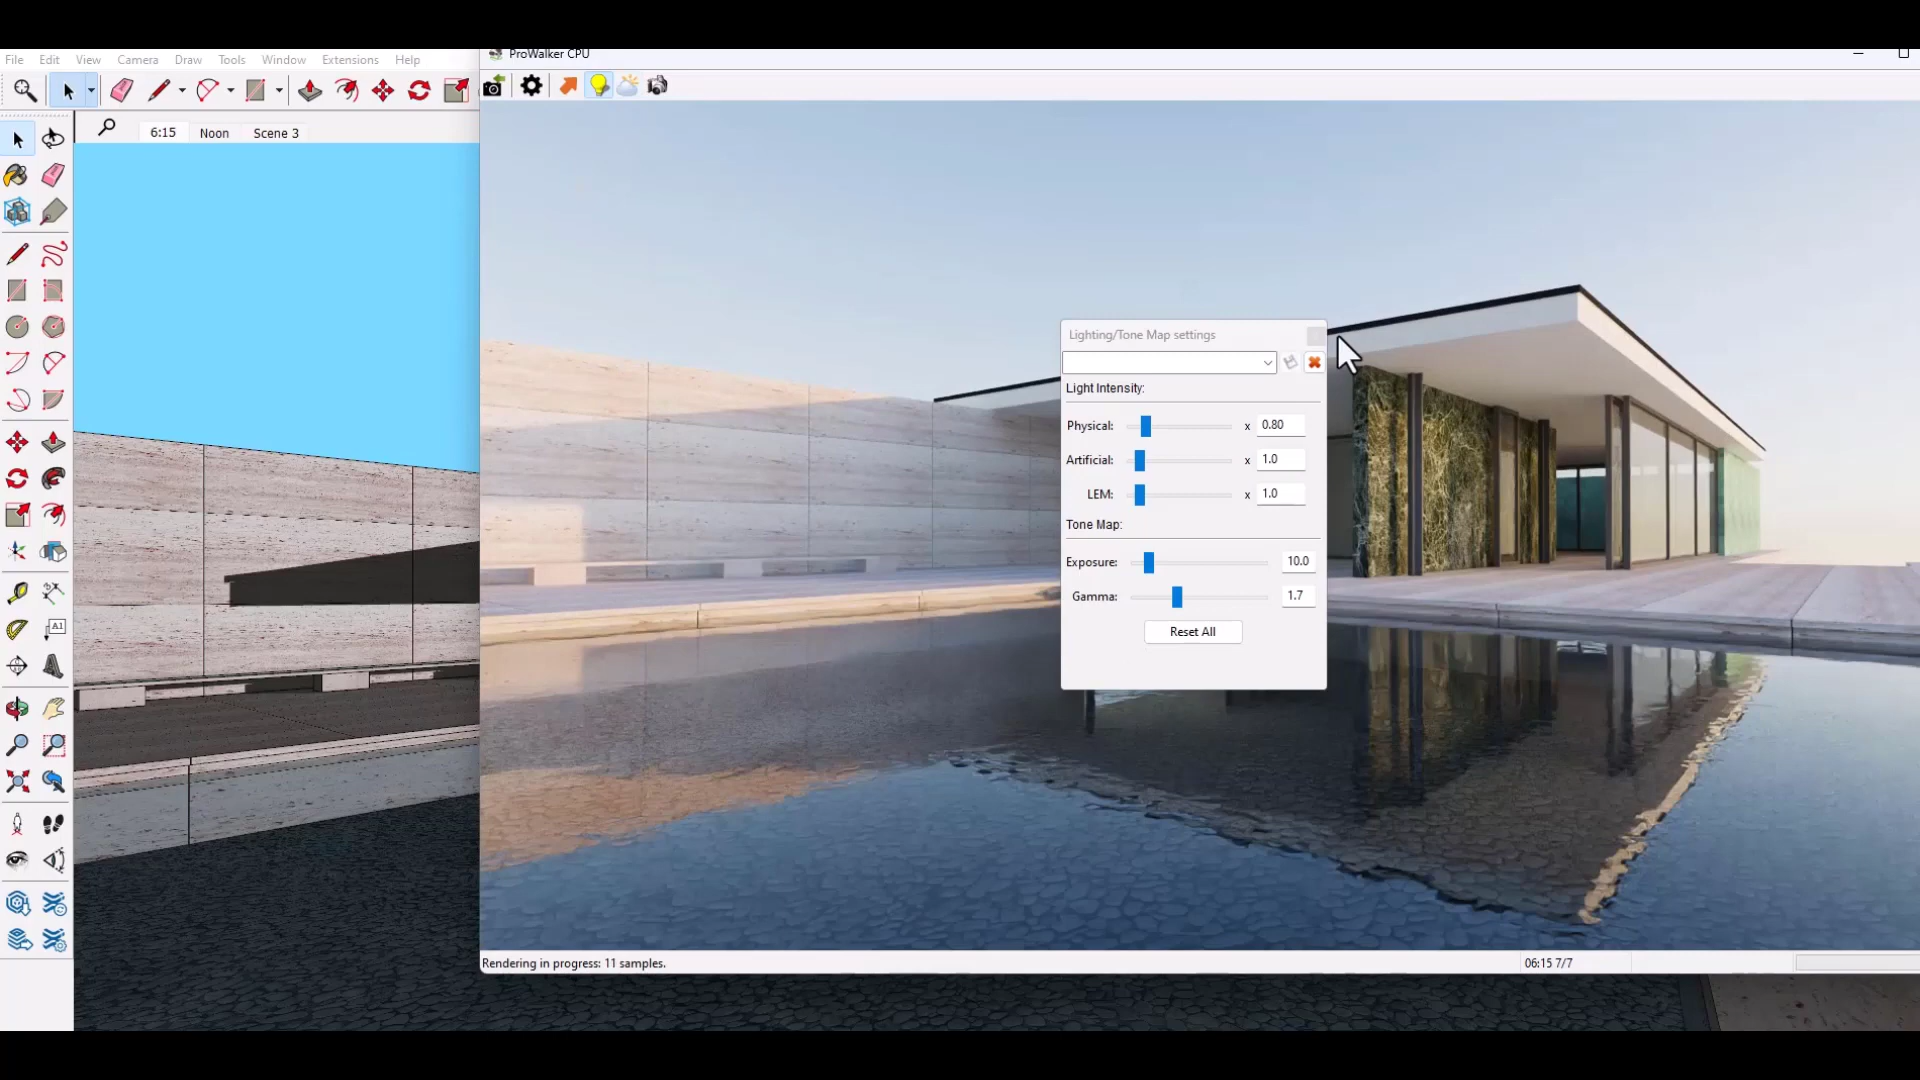 ProWalker CPU
File Edit View Camera Draw Tools Window Extensions Help
6:15 Noon Scene 3
Lighting/Tone Map settings
Light Intensity:
Physical: x 0.80
Artificial: x 1.0
LEM: x 1.0
Tone Map:
Exposure: 10.0
Gamma: 1.7
Reset All
A1
Rendering in progress: 11 samples.
06:15 7/7